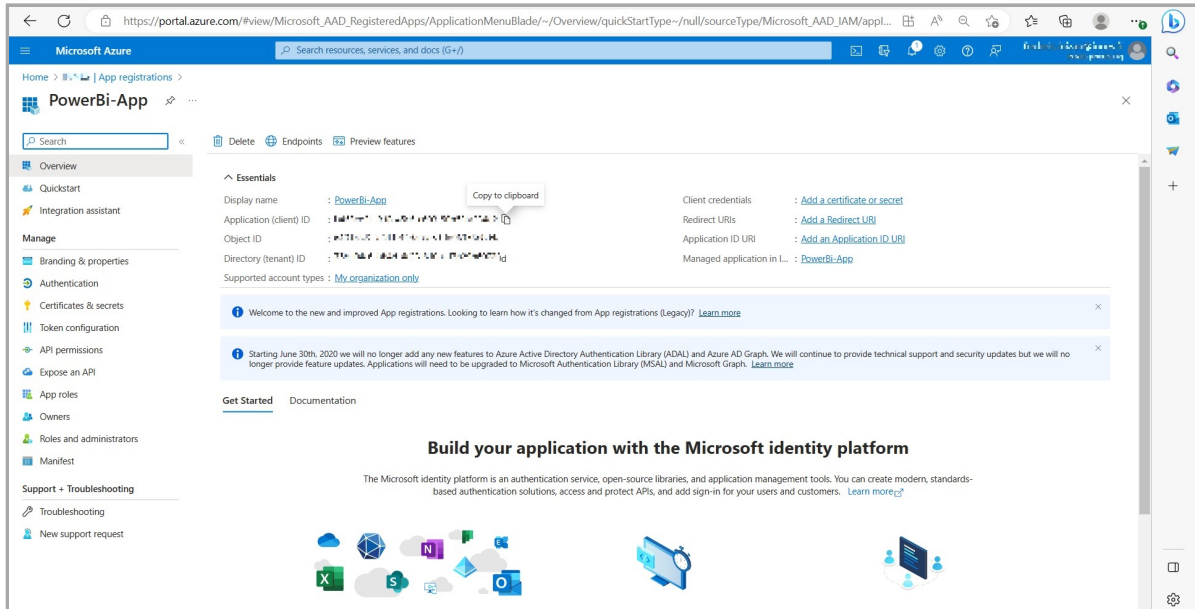 https://portal.azure.com/#view/Microsoft_AAD_RegisteredApps/ApplicationMenuBlade/~/Overview/quickStartType~/null/sourceType/Microsoft_AAD_IAM/appI...
Microsoft Azure
Search resources, services, and docs (G+/)
1
Home > | App registrations >
PowerBi-App
Search
Delete
Endpoints
Preview features
Overview
Quickstart
Integration assistant
Manage
Branding & properties
Authentication
Certificates & secrets
Token configuration
API permissions
Expose an API
App roles
Owners
Roles and administrators
Manifest
Support + Troubleshooting
Troubleshooting
New support request
Essentials
Copy to clipboard
Display name : PowerBi-App
Application (client) ID :
Object ID :
Directory (tenant) ID :
Supported account types : My organization only
Client credentials : Add a certificate or secret
Redirect URIs : Add a Redirect URI
Application ID URI : Add an Application ID URI
Managed application in l... : PowerBi-App
Welcome to the new and improved App registrations. Looking to learn how it's changed from App registrations (Legacy)? Learn more
Starting June 30th, 2020 we will no longer add any new features to Azure Active Directory Authentication Library (ADAL) and Azure AD Graph. We will continue to provide technical support and security updates but we will no
longer provide feature updates. Applications will need to be upgraded to Microsoft Authentication Library (MSAL) and Microsoft Graph. Learn more
Get Started
Documentation
Build your application with the Microsoft identity platform
The Microsoft identity platform is an authentication service, open-source libraries, and application management tools. You can create modern, standards-
based authentication solutions, access and protect APIs, and add sign-in for your users and customers. Learn more